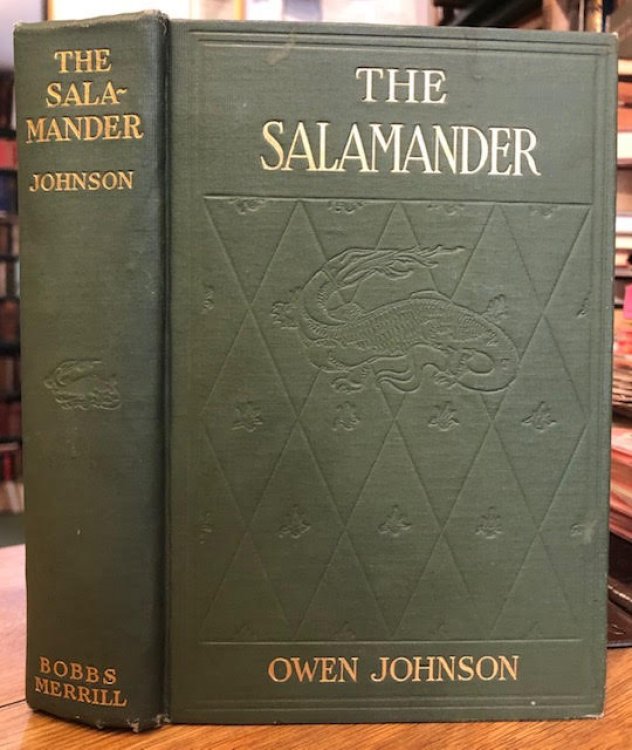 THE
SALA-
MANDER
JOHNSON
BOBBS
MERRILL
THE
SALAMANDER
OWEN JOHNSON